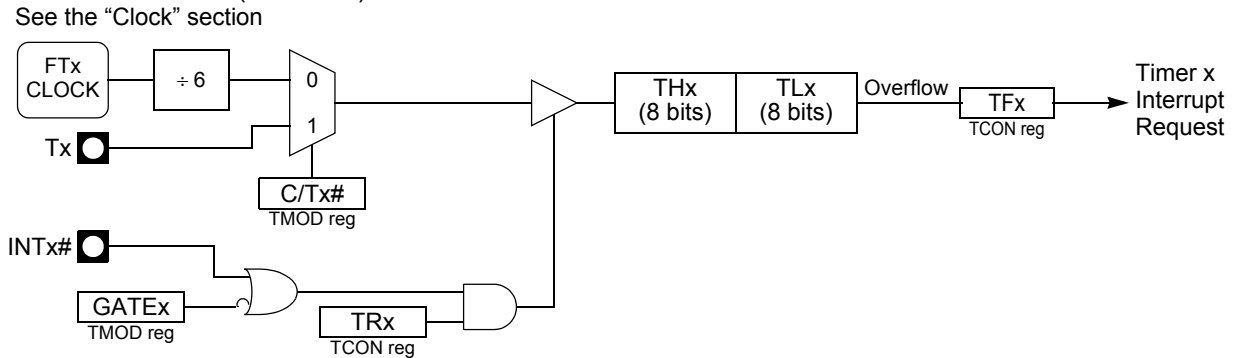 See the “Clock” section
FTx
CLOCK
÷ 6
0
1
Tx
C/Tx#
TMOD reg
THx
(8 bits)
TLx
(8 bits)
Overflow
TFx
TCON reg
Timer x
Interrupt
Request
INTx#
GATEx
TMOD reg
TRx
TCON reg